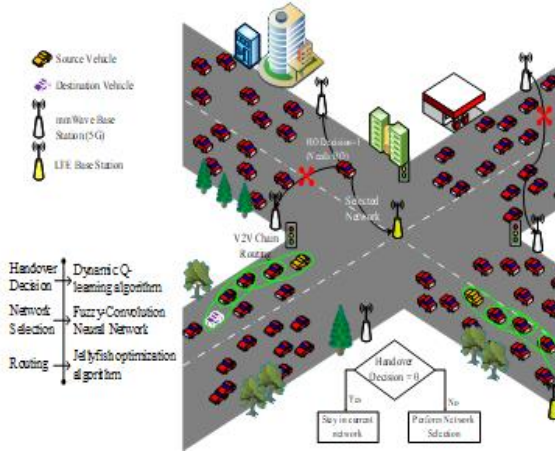 Source Vehicle
Destination Vehicle
mmWave Base
Station (5G)
LTE Base Station
HO Decision=1
(Needs HO)
Selected
Network
V2V Chain
Routing
Handover
Decision
Dynamic Q-
learning algorithm
Network
Selection
Fuzzy-Convolution
Neural Network
Routing
Jellyfish optimization
algorithm
Handover
Decision = 0
Yes
No
Stay in current
network
Perform Network
Selection